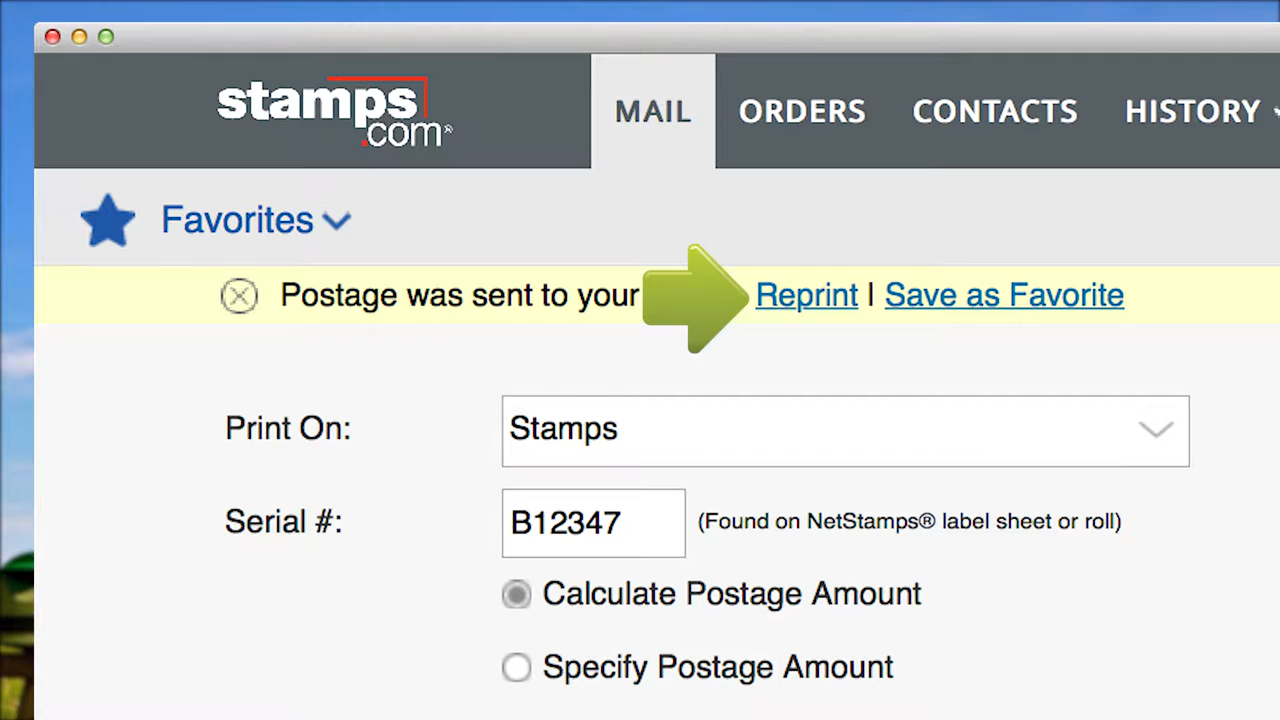 stamps
.com®
MAIL ORDERS CONTACTS HISTORY
Favorites
Postage was sent to your Reprint | Save as Favorite
Print On: Stamps
Serial #: B12347 (Found on NetStamps® label sheet or roll)
Calculate Postage Amount
Specify Postage Amount